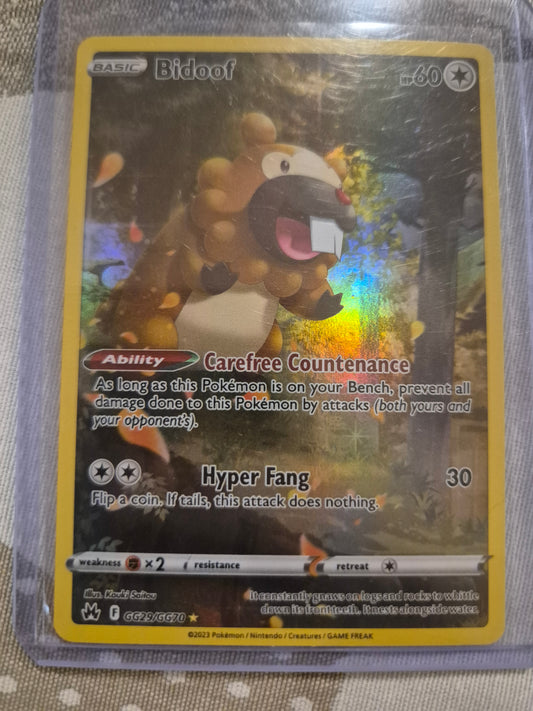 BASIC Bidoof HP60
Ability Carefree Countenance
As long as this Pokémon is on your Bench, prevent all
damage done to this Pokémon by attacks (both yours and
your opponent's).
Hyper Fang 30
Flip a coin. If tails, this attack does nothing.
weakness ×2 resistance retreat
Illus. Kouki Saitou
It constantly gnaws on logs and rocks to whittle
down its front teeth. It nests alongside water.
F GG29/GG70
©2023 Pokémon / Nintendo / Creatures / GAME FREAK